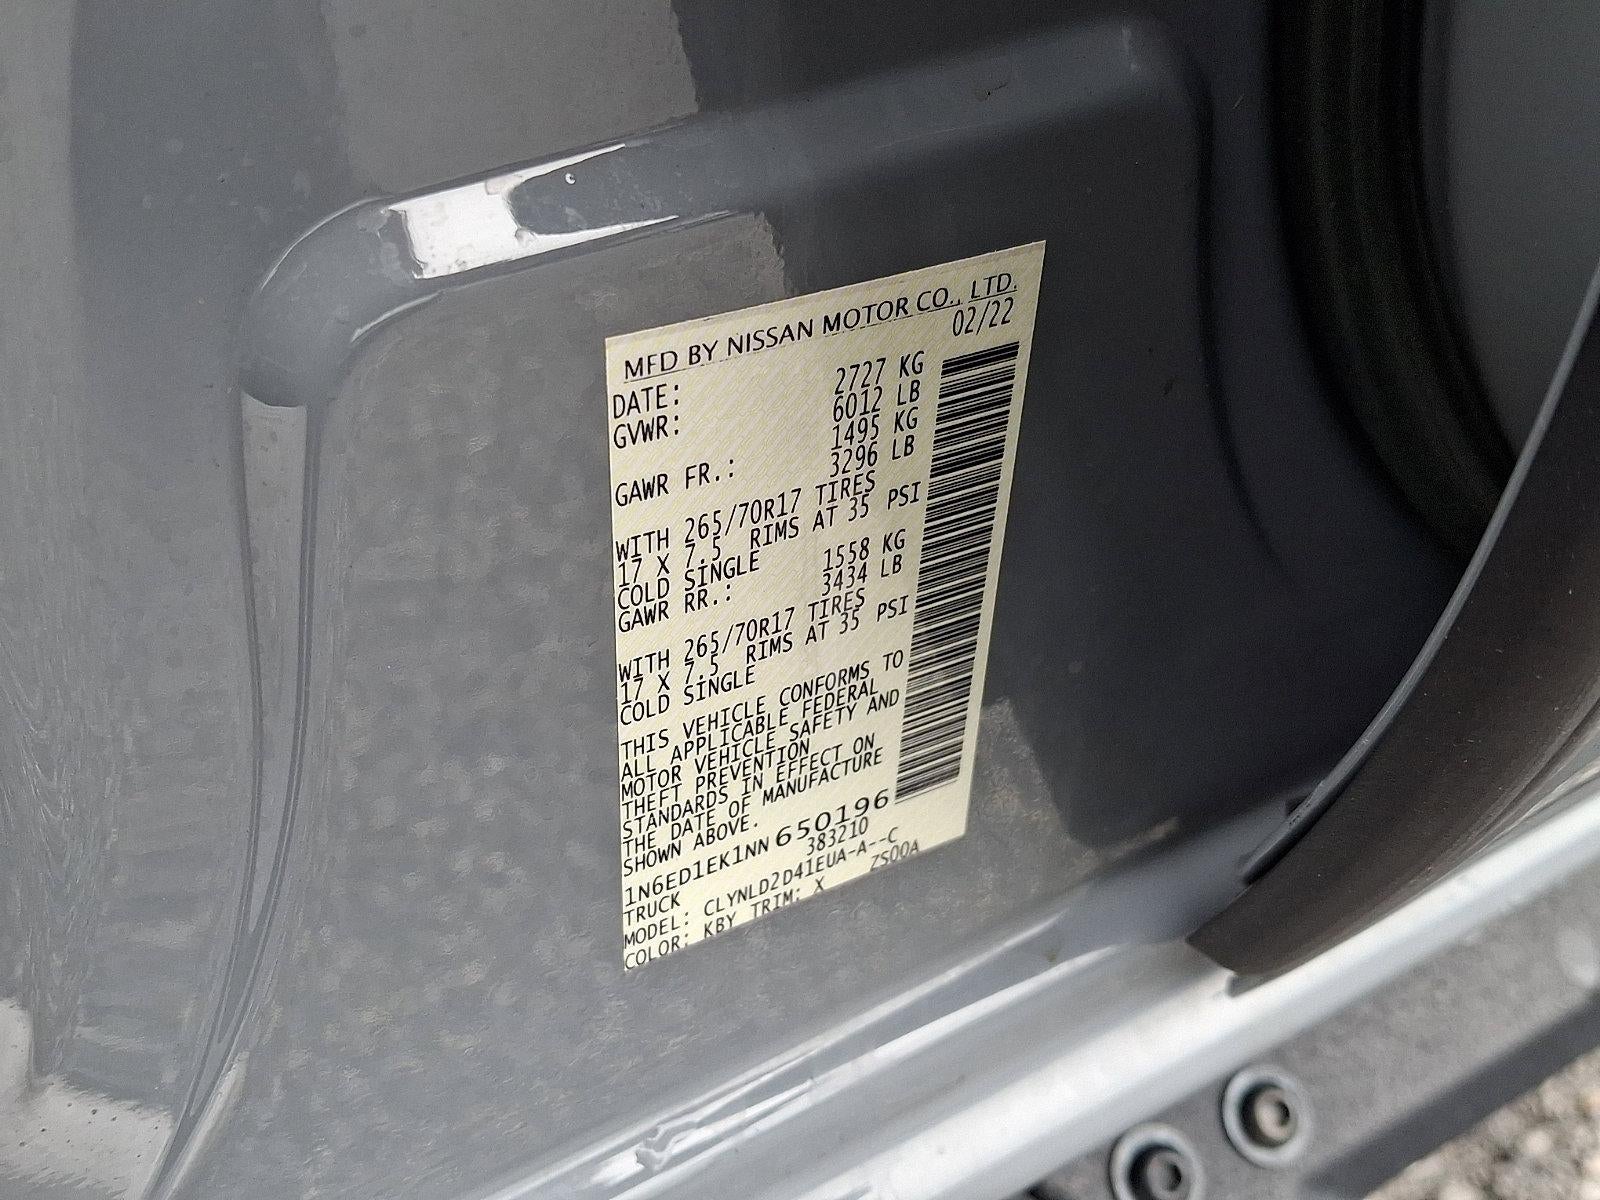 MFD BY NISSAN MOTOR CO., LTD.
DATE: 02/22
GVWR: 2727 KG
6012 LB
GAWR FR.: 1495 KG
3296 LB
WITH 265/70R17 TIRES
17 X 7.5 RIMS AT 35 PSI
COLD SINGLE
GAWR RR.: 1558 KG
3434 LB
WITH 265/70R17 TIRES
17 X 7.5 RIMS AT 35 PSI
COLD SINGLE
THIS VEHICLE CONFORMS TO
ALL APPLICABLE FEDERAL
MOTOR VEHICLE SAFETY AND
THEFT PREVENTION
STANDARDS IN EFFECT ON
THE DATE OF MANUFACTURE
SHOWN ABOVE.
1N6ED1EK1NN650196
TRUCK 383210
MODEL: CLYNLD2D41EUA-A--C
COLOR: KBY TRIM: X ZS00A